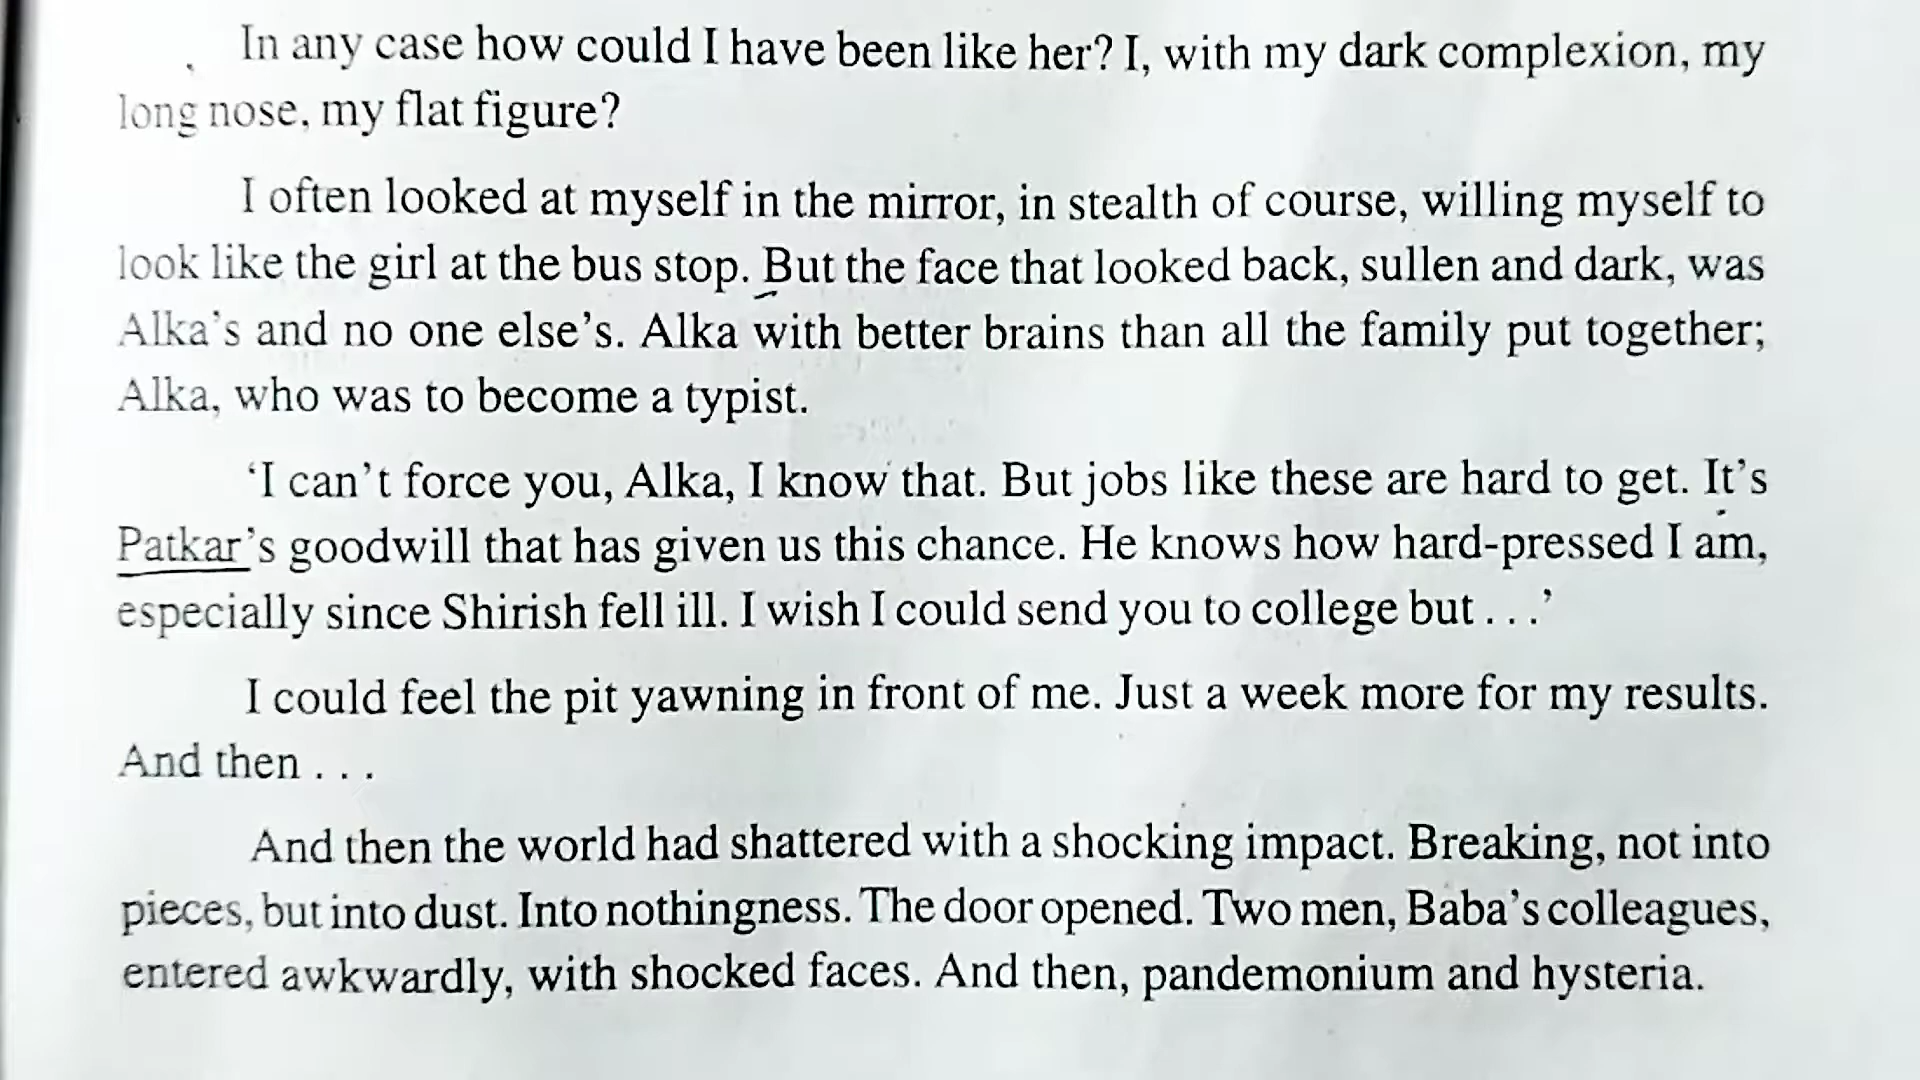 In any case how could I have been like her? I, with my dark complexion, my
long nose, my flat figure?
I often looked at myself in the mirror, in stealth of course, willing myself to
look like the girl at the bus stop. But the face that looked back, sullen and dark, was
Alka's and no one else's. Alka with better brains than all the family put together;
Alka, who was to become a typist.
‘I can't force you, Alka, I know that. But jobs like these are hard to get. It's
Patkar's goodwill that has given us this chance. He knows how hard-pressed I am,
especially since Shirish fell ill. I wish I could send you to college but . . .’
I could feel the pit yawning in front of me. Just a week more for my results.
And then . . .
And then the world had shattered with a shocking impact. Breaking, not into
pieces, but into dust. Into nothingness. The door opened. Two men, Baba's colleagues,
entered awkwardly, with shocked faces. And then, pandemonium and hysteria.